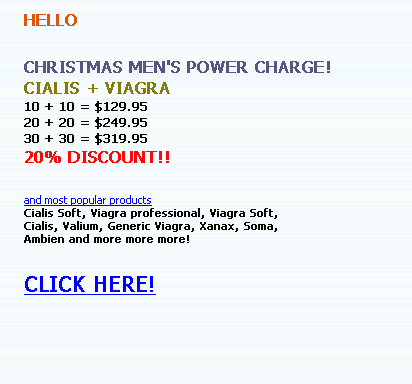 HELLO
CHRISTMAS MEN'S POWER CHARGE!
CIALIS + VIAGRA
10 + 10 = $129.95
20 + 20 = $249.95
30 + 30 = $319.95
20% DISCOUNT!!
and most popular products
Cialis Soft, Viagra professional, Viagra Soft,
Cialis, Valium, Generic Viagra, Xanax, Soma,
Ambien and more more more!
CLICK HERE!